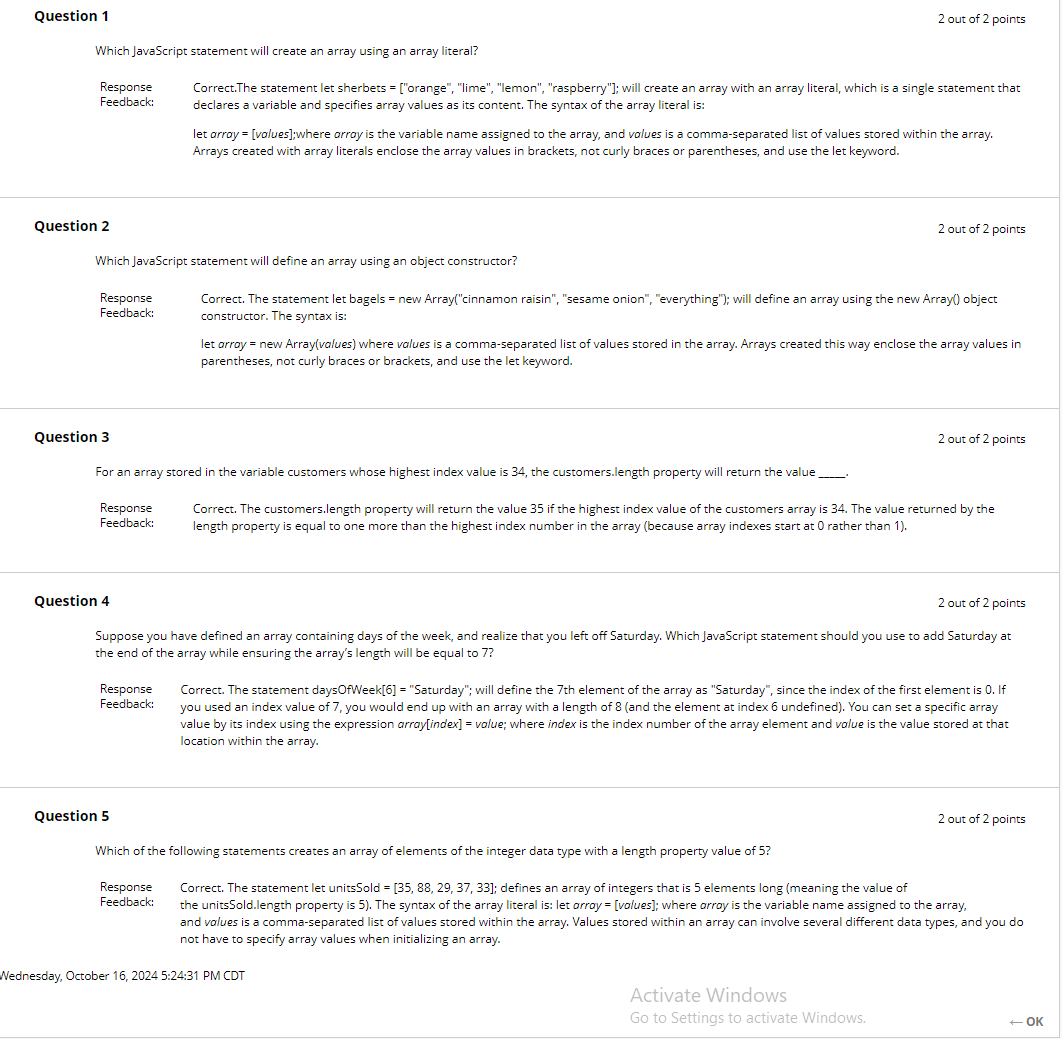 Question 1
2 out of 2 points
Which JavaScript statement will create an array using an array literal?
Response
Feedback:
Correct.The statement let sherbets = ["orange", "lime", "lemon", "raspberry"]; will create an array with an array literal, which is a single statement that
declares a variable and specifies array values as its content. The syntax of the array literal is:
let array = [values];where array is the variable name assigned to the array, and values is a comma-separated list of values stored within the array.
Arrays created with array literals enclose the array values in brackets, not curly braces or parentheses, and use the let keyword.
Question 2
2 out of 2 points
Which JavaScript statement will define an array using an object constructor?
Response
Feedback:
Correct. The statement let bagels = new Array("cinnamon raisin", "sesame onion", "everything"); will define an array using the new Array() object
constructor. The syntax is:
let array = new Array(values) where values is a comma-separated list of values stored in the array. Arrays created this way enclose the array values in
parentheses, not curly braces or brackets, and use the let keyword.
Question 3
2 out of 2 points
For an array stored in the variable customers whose highest index value is 34, the customers.length property will return the value _____.
Response
Feedback:
Correct. The customers.length property will return the value 35 if the highest index value of the customers array is 34. The value returned by the
length property is equal to one more than the highest index number in the array (because array indexes start at 0 rather than 1).
Question 4
2 out of 2 points
Suppose you have defined an array containing days of the week, and realize that you left off Saturday. Which JavaScript statement should you use to add Saturday at
the end of the array while ensuring the array's length will be equal to 7?
Response
Feedback:
Correct. The statement daysOfWeek[6] = "Saturday"; will define the 7th element of the array as "Saturday", since the index of the first element is 0. If
you used an index value of 7, you would end up with an array with a length of 8 (and the element at index 6 undefined). You can set a specific array
value by its index using the expression array[index] = value; where index is the index number of the array element and value is the value stored at that
location within the array.
Question 5
2 out of 2 points
Which of the following statements creates an array of elements of the integer data type with a length property value of 5?
Response
Feedback:
Correct. The statement let unitsSold = [35, 88, 29, 37, 33]; defines an array of integers that is 5 elements long (meaning the value of
the unitsSold.length property is 5). The syntax of the array literal is: let array = [values]; where array is the variable name assigned to the array,
and values is a comma-separated list of values stored within the array. Values stored within an array can involve several different data types, and you do
not have to specify array values when initializing an array.
Wednesday, October 16, 2024 5:24:31 PM CDT
Activate Windows
Go to Settings to activate Windows.
← OK